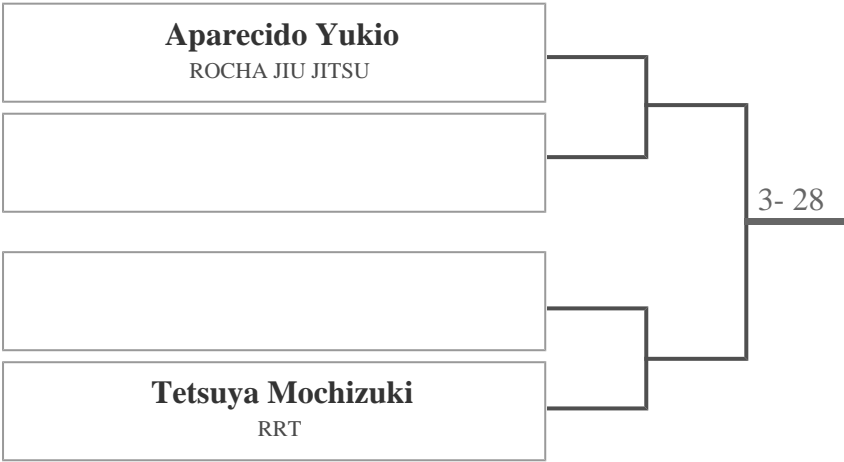 Aparecido Yukio
ROCHA JIU JITSU
3- 28
Tetsuya Mochizuki
RRT